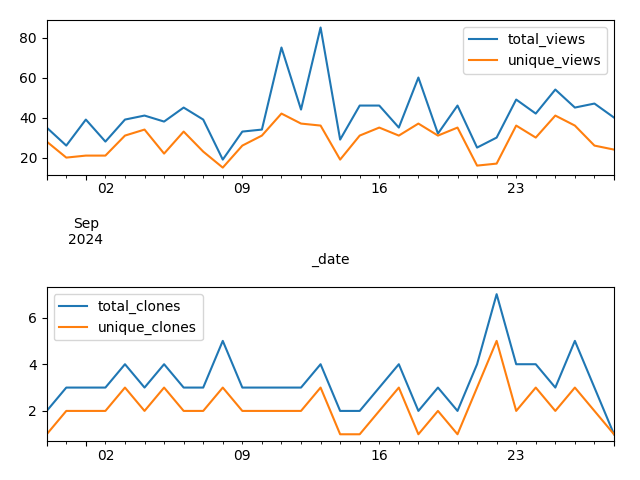 80
60
40
20
total_views
unique_views
02
09
16
23
Sep
2024
_date
6
4
2
total_clones
unique_clones
02
09
16
23